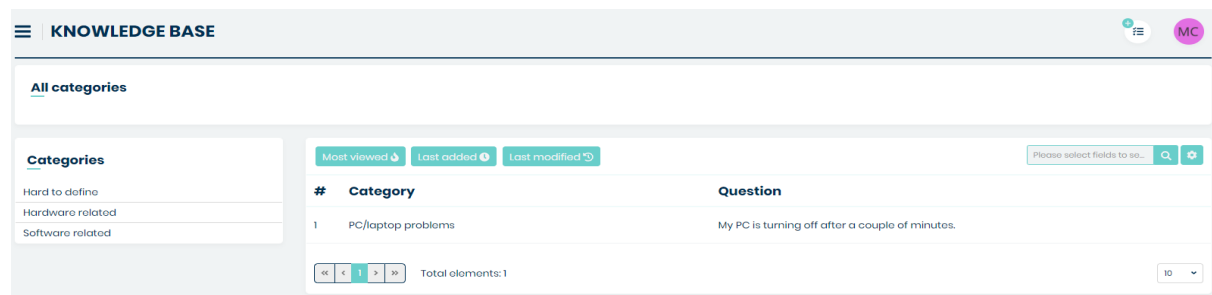 KNOWLEDGE BASE
MC
All categories
Categories
Hard to define
Hardware related
Software related
Most viewed Last added Last modified Please select fields to se...
# Category Question
1 PC/laptop problems My PC is turning off after a couple of minutes.
« < 1 > » Total elements: 1 10